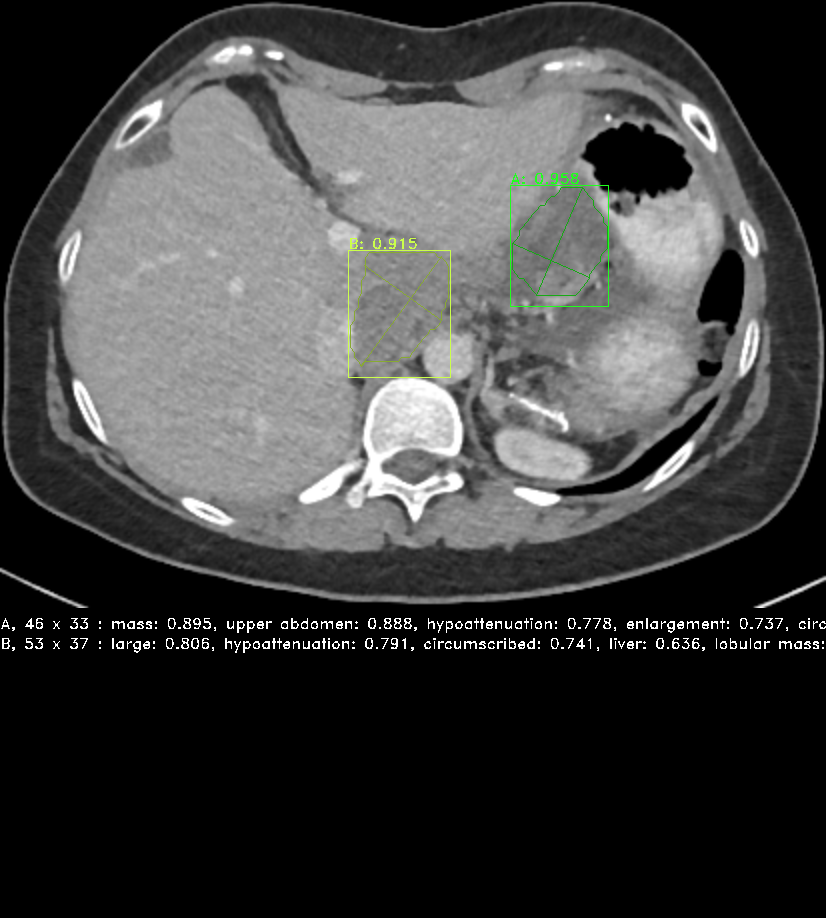 A: 0.958
B: 0.915
A, 46 x 33 : mass: 0.895, upper abdomen: 0.888, hypoattenuation: 0.778, enlargement: 0.737, circ
B, 53 x 37 : large: 0.806, hypoattenuation: 0.791, circumscribed: 0.741, liver: 0.636, lobular mass: